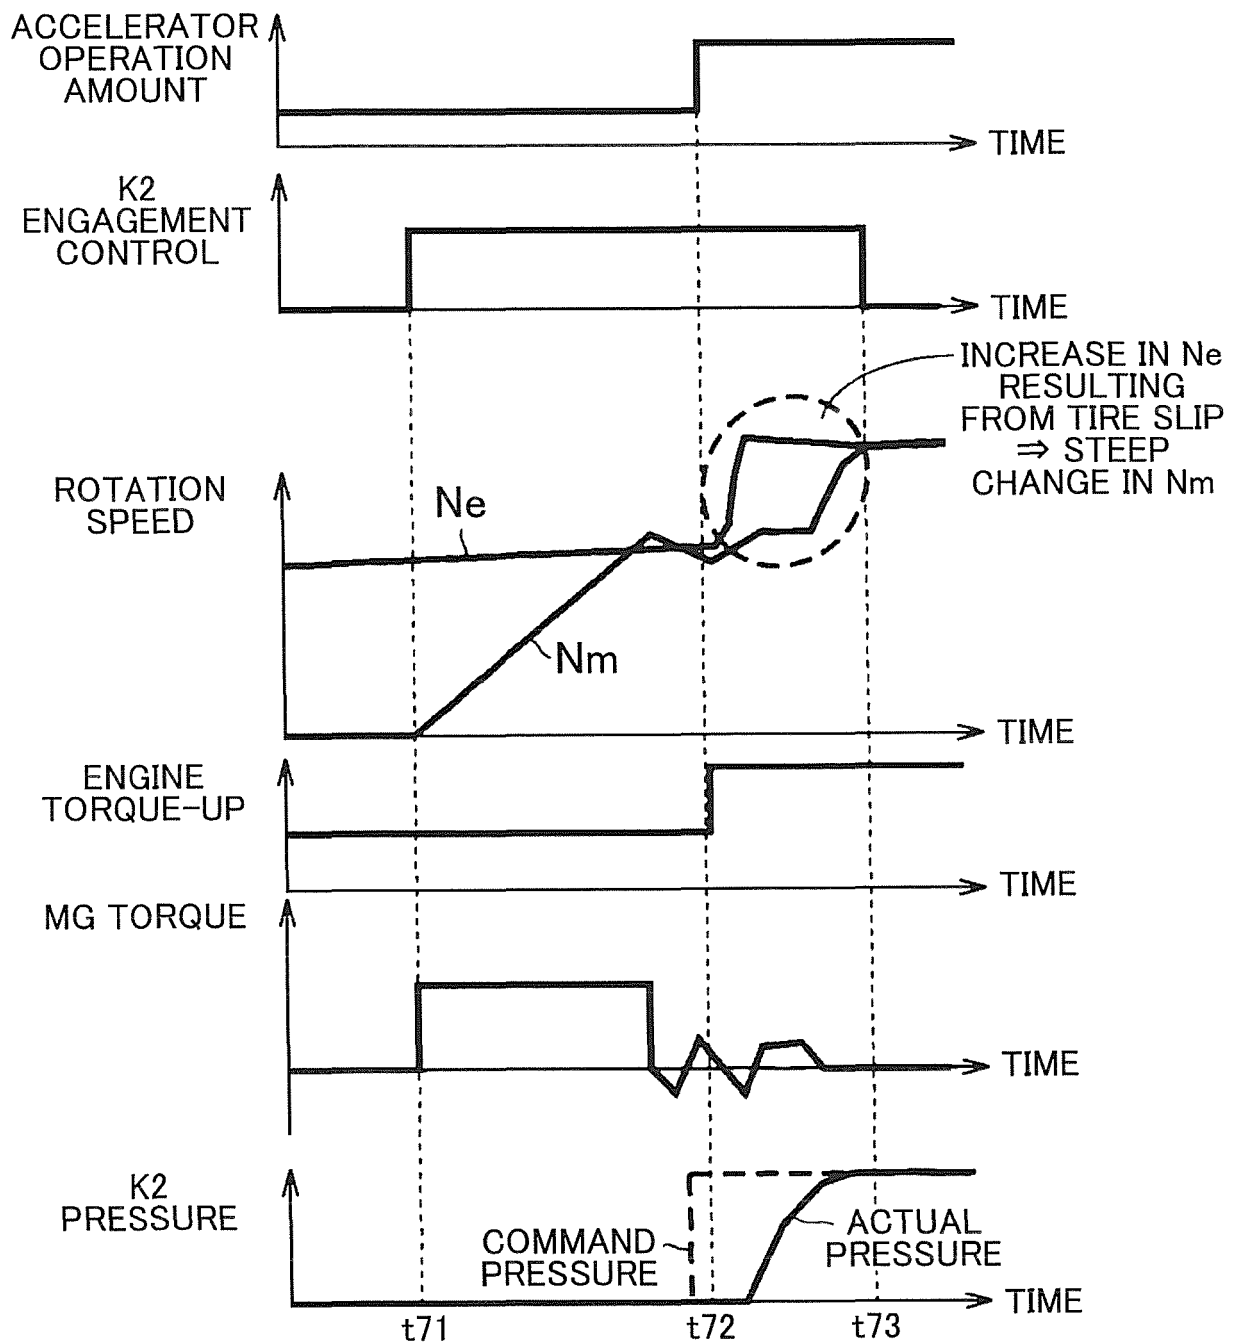 ACCELERATOR
OPERATION
AMOUNT
TIME
K2
ENGAGEMENT
CONTROL
TIME
INCREASE IN Ne
RESULTING
FROM TIRE SLIP
⇒ STEEP
CHANGE IN Nm
ROTATION
SPEED
Ne
Nm
TIME
ENGINE
TORQUE-UP
TIME
MG TORQUE
TIME
K2
PRESSURE
COMMAND
PRESSURE
ACTUAL
PRESSURE
TIME
t71
t72
t73